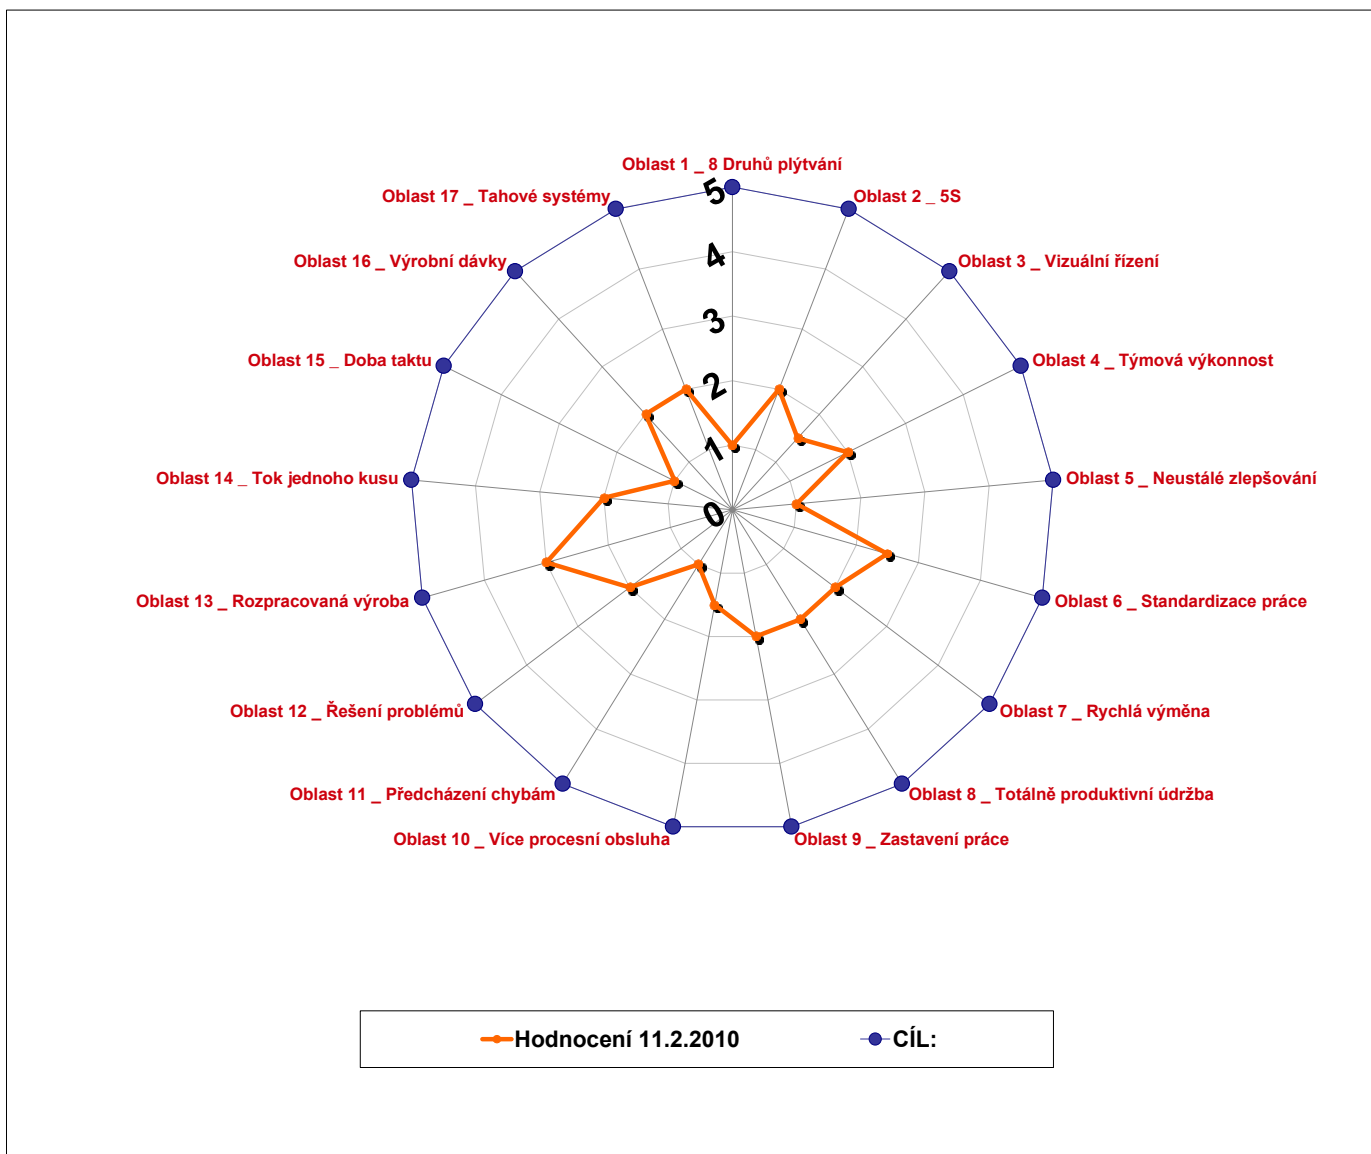 Oblast 1 _ 8 Druhů plýtvání
Oblast 2 _ 5S
Oblast 3 _ Vizuální řízení
Oblast 4 _ Týmová výkonnost
Oblast 5 _ Neustálé zlepšování
Oblast 6 _ Standardizace práce
Oblast 7 _ Rychlá výměna
Oblast 8 _ Totálně produktivní údržba
Oblast 9 _ Zastavení práce
Oblast 10 _ Více procesní obsluha
Oblast 11 _ Předcházení chybám
Oblast 12 _ Řešení problémů
Oblast 13 _ Rozpracovaná výroba
Oblast 14 _ Tok jednoho kusu
Oblast 15 _ Doba taktu
Oblast 16 _ Výrobní dávky
Oblast 17 _ Tahové systémy
5
4
3
2
1
0
Hodnocení 11.2.2010
CÍL: